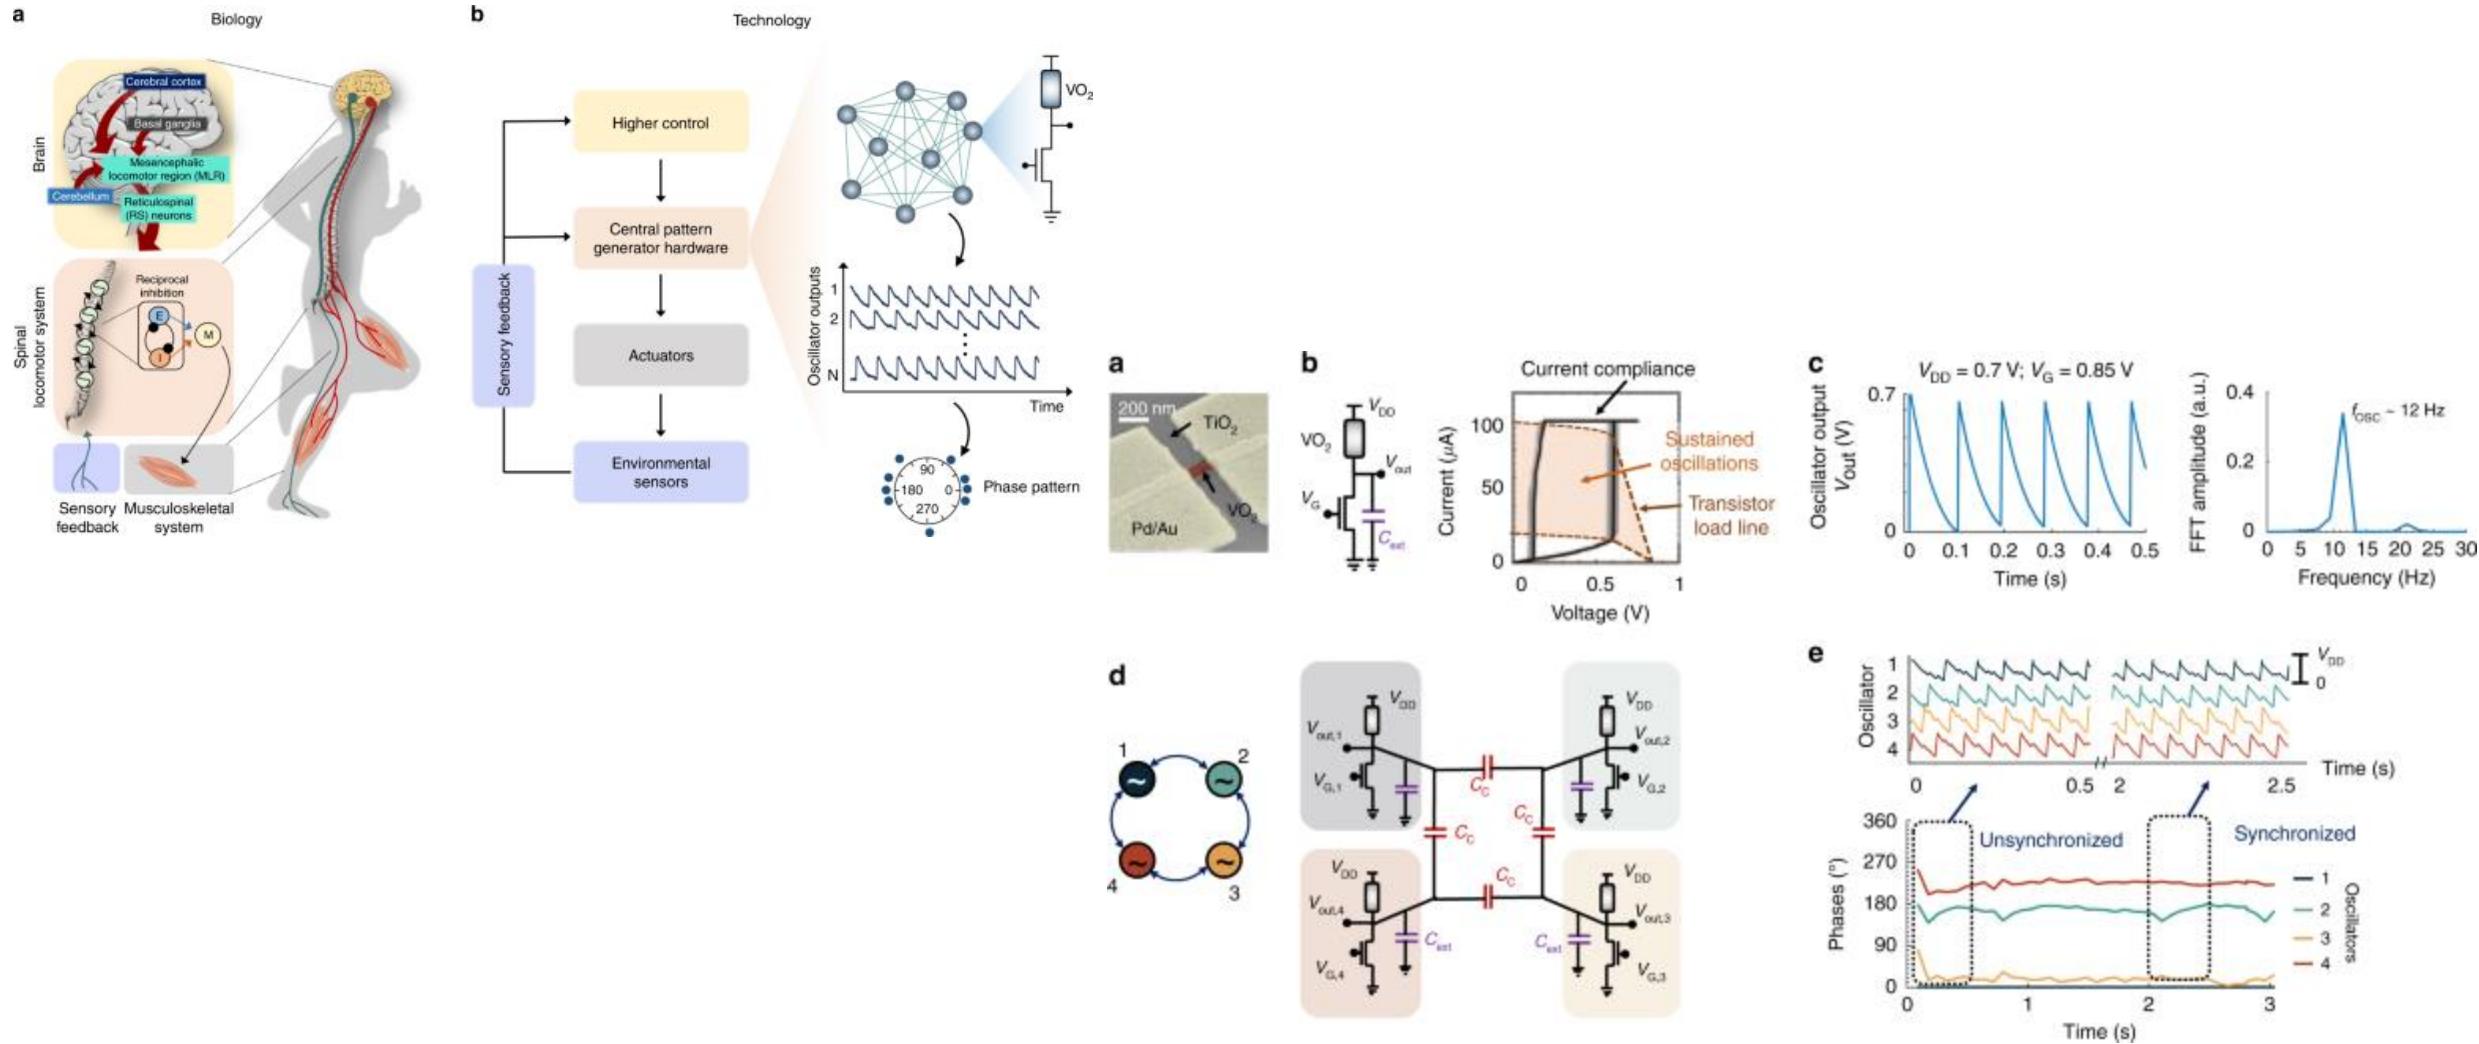 a
Biology
Brain
Cerebral cortex
Basal ganglia
Mesencephalic
locomotor region (MLR)
Cerebellum
Reticulospinal
(RS) neurons
Spinal
locomotor system
Reciprocal
inhibition
E
I
M
Sensory
feedback
Musculoskeletal
system
b
Technology
Higher control
Central pattern
generator hardware
Sensory feedback
Actuators
Environmental
sensors
VO2
Oscillator outputs
1
2
N
Time
90
180
0
270
Phase pattern
a
200 nm
TiO2
VO2
Pd/Au
b
VDD
VO2
Vout
VG
Cext
Current compliance
Current (μA)
100
50
0
Sustained
oscillations
Transistor
load line
0
0.5
1
Voltage (V)
c
VDD = 0.7 V; VG = 0.85 V
Oscillator output
Vout (V)
0.7
0
0
0.1
0.2
0.3
0.4
0.5
Time (s)
FFT amplitude (a.u.)
0.4
0.2
0
fOSC ~ 12 Hz
0
5
10
15
20
25
30
Frequency (Hz)
d
1
2
~
~
~
~
4
3
VDD
Vout,1
VG,1
VDD
Vout,2
VG,2
CC
CC
CC
CC
VDD
Vout,4
VG,4
Cext
VDD
Vout,3
VG,3
Cext
e
Oscillator
1
2
3
4
VDD
0
0
0.5
2
2.5
Time (s)
Phases (°)
360
270
180
90
0
Unsynchronized
Synchronized
1
2
3
4
Oscillators
0
1
2
3
Time (s)